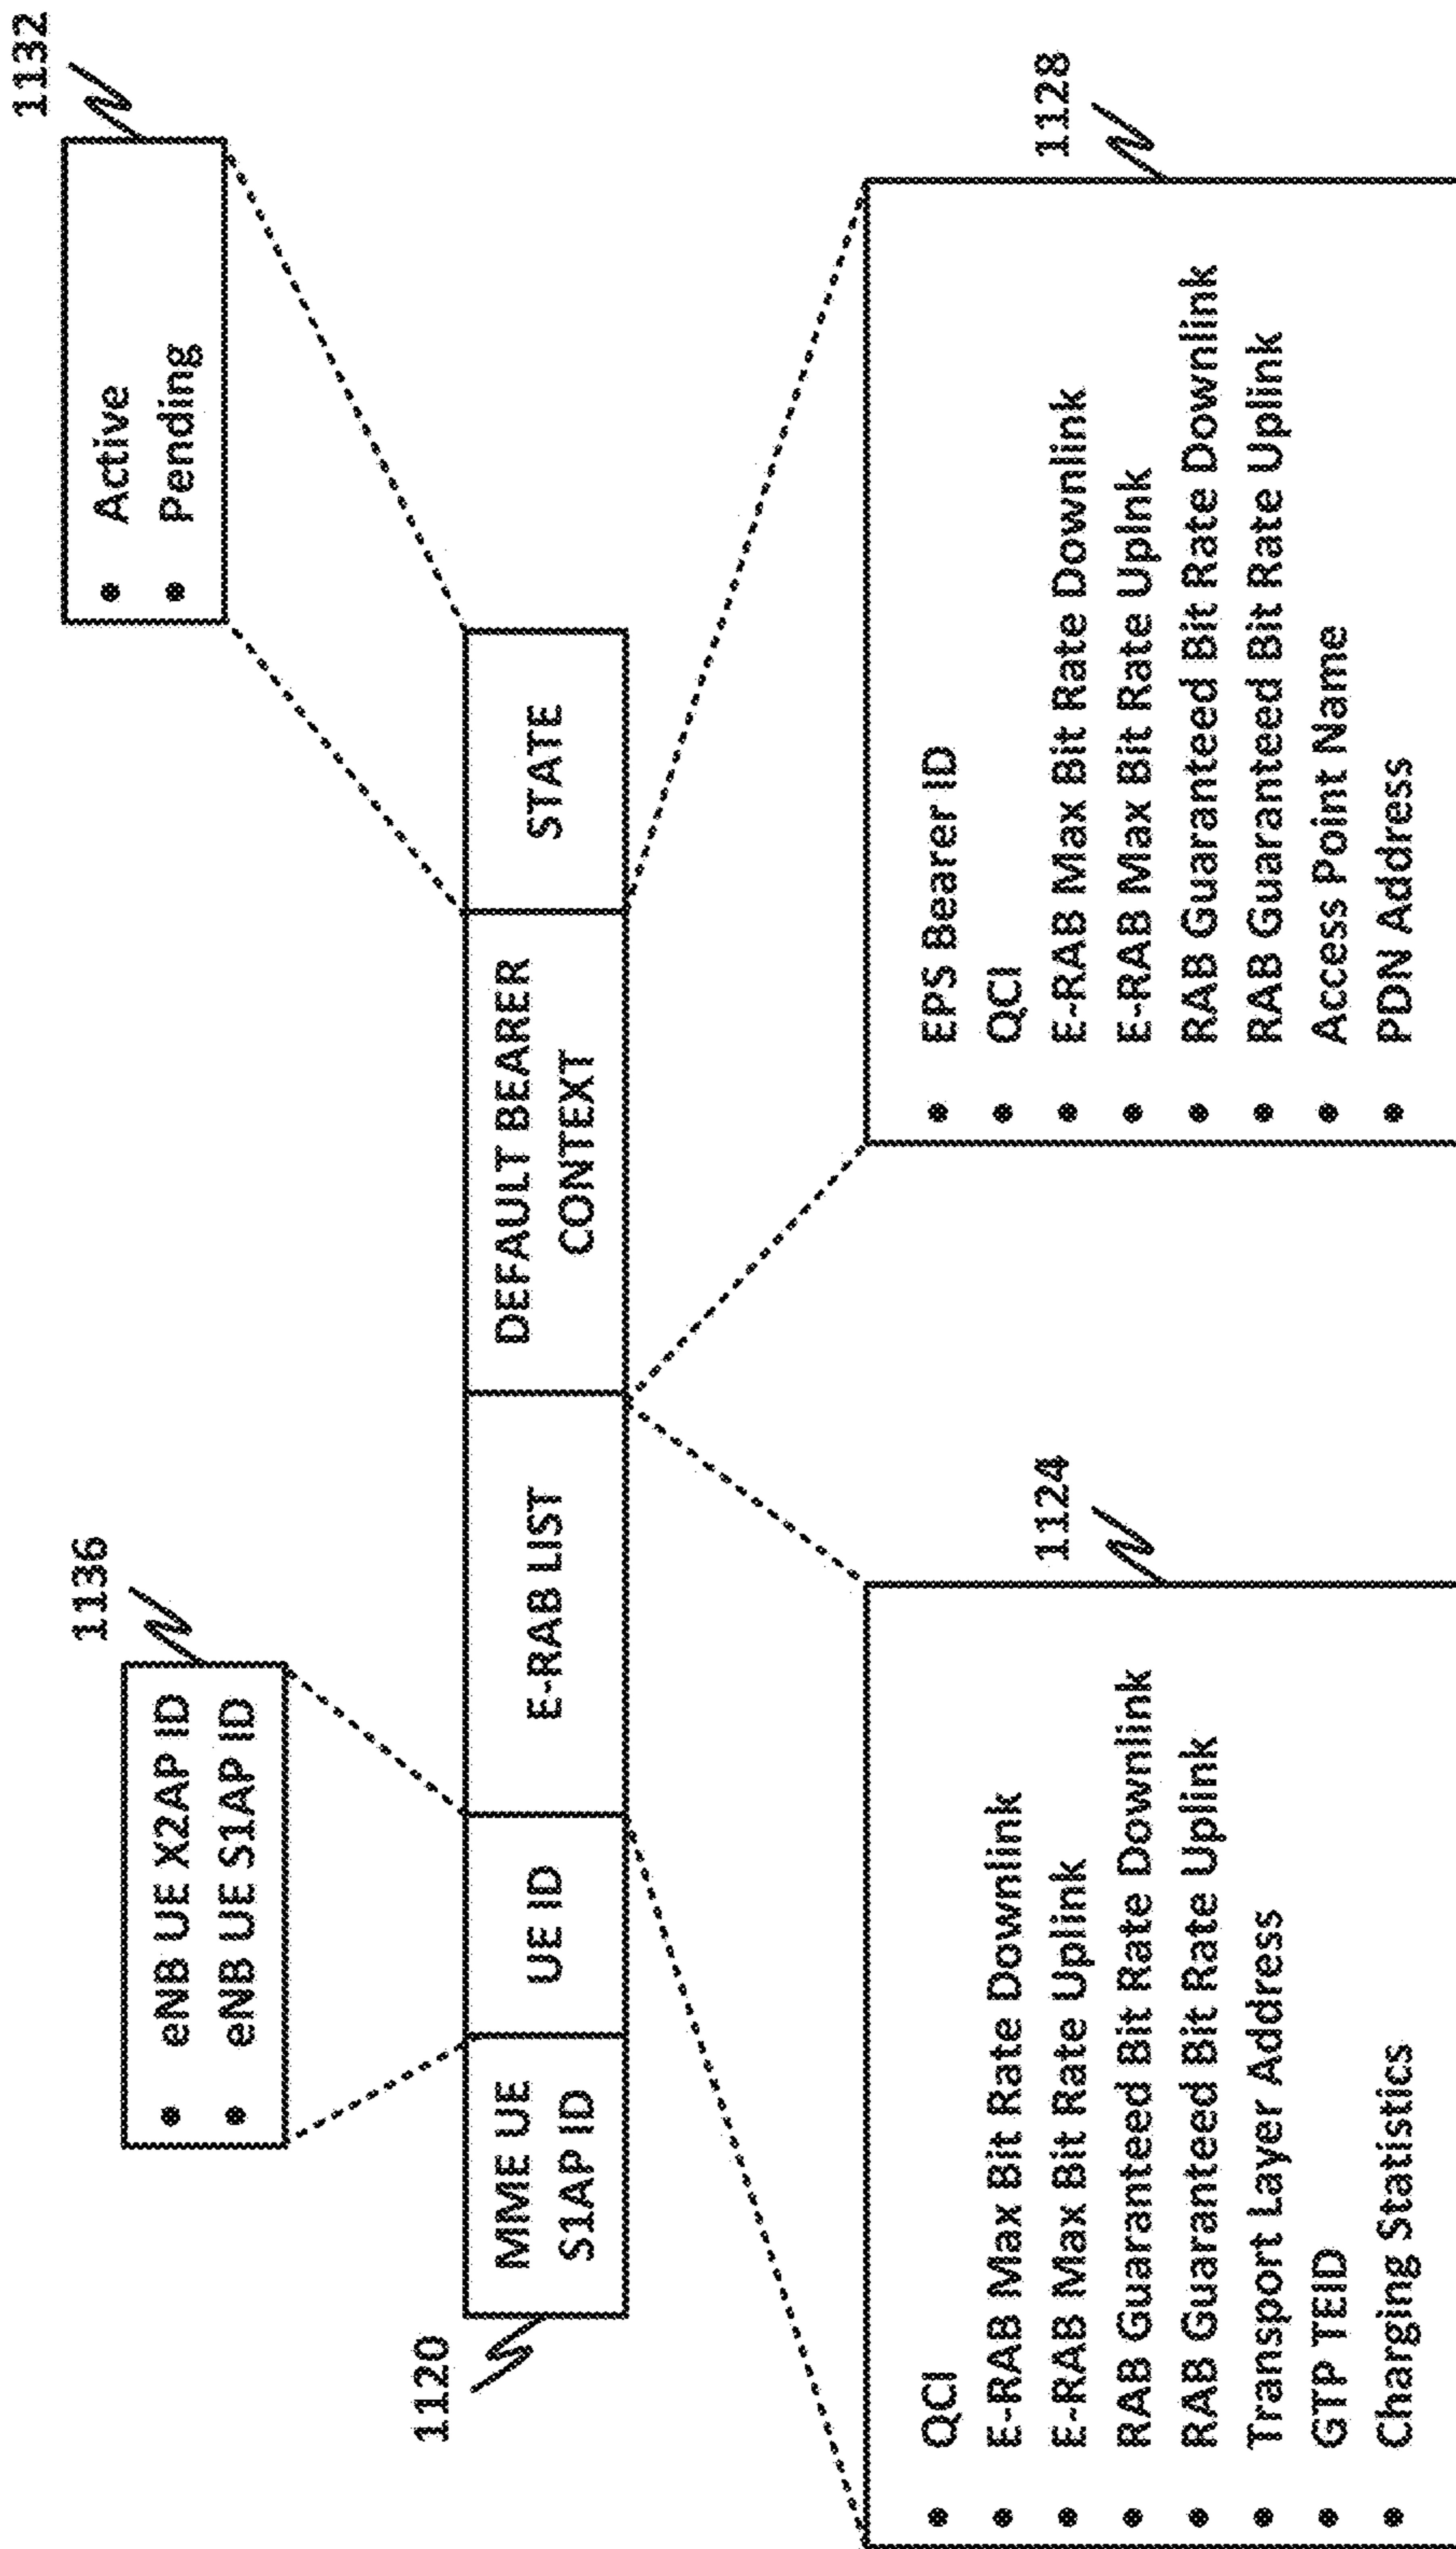 1132
• Active
• Pending
1136
• eNB UE X2AP ID
• eNB UE S1AP ID
1120
MME UE
S1AP ID
UE ID
E-RAB LIST
DEFAULT BEARER
CONTEXT
STATE
1124
• QCI
• E-RAB Max Bit Rate Downlink
• E-RAB Max Bit Rate Uplink
• RAB Guaranteed Bit Rate Downlink
• RAB Guaranteed Bit Rate Uplink
• Transport Layer Address
• GTP TEID
• Charging Statistics
1128
• EPS Bearer ID
• QCI
• E-RAB Max Bit Rate Downlink
• E-RAB Max Bit Rate Uplnk
• RAB Guaranteed Bit Rate Downlink
• RAB Guaranteed Bit Rate Uplink
• Access Point Name
• PDN Address